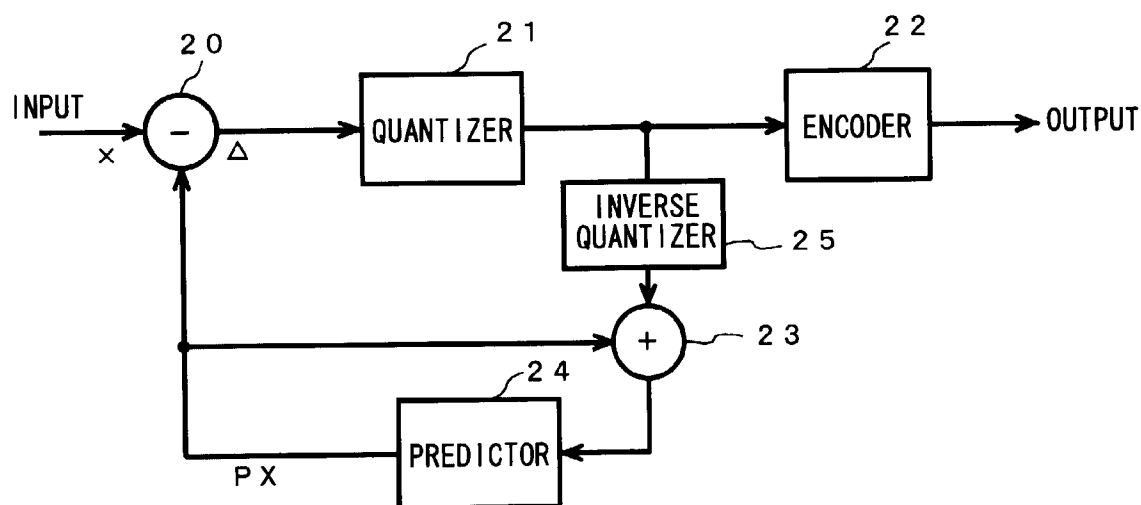 20
21
22
INPUT
−
QUANTIZER
ENCODER
OUTPUT
×
△
INVERSE
QUANTIZER
25
+
23
24
PREDICTOR
PX